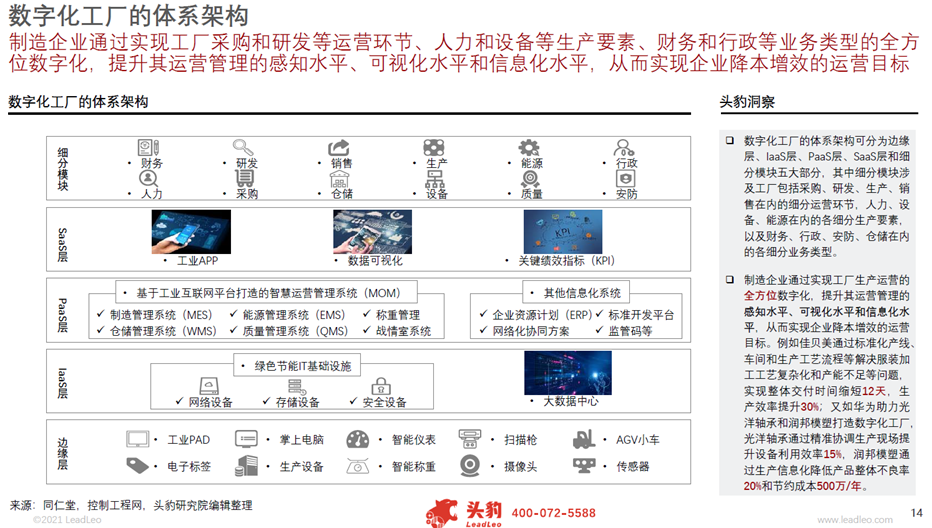 数字化工厂的体系架构
制造企业通过实现工厂采购和研发等运营环节、人力和设备等生产要素、财务和行政等业务类型的全方
位数字化，提升其运营管理的感知水平、可视化水平和信息化水平，从而实现企业降本增效的运营目标
数字化工厂的体系架构
细分模块
• 财务 • 研发 • 销售 • 生产 • 能源 • 行政
• 人力 • 采购 • 仓储 • 设备 • 质量 • 安防
SaaS层
KPI
• 工业APP • 数据可视化 • 关键绩效指标（KPI）
PaaS层
• 基于工业互联网平台打造的智慧运营管理系统（MOM）
✓ 制造管理系统（MES） ✓ 能源管理系统（EMS） ✓ 称重管理
✓ 仓储管理系统（WMS） ✓ 质量管理系统（QMS） ✓ 战情室系统
• 其他信息化系统
✓ 企业资源计划（ERP） ✓ 标准开发平台
✓ 网络化协同方案 ✓ 监管码等
IaaS层
• 绿色节能IT基础设施
✓ 网络设备 ✓ 存储设备 ✓ 安全设备
• 大数据中心
边缘层
• 工业PAD • 掌上电脑 • 智能仪表 • 扫描枪 • AGV小车
• 电子标签 • 生产设备 • 智能称重 • 摄像头 • 传感器
头豹洞察
❑ 数字化工厂的体系架构可分为边缘
层、IaaS层、PaaS层、SaaS层和细
分模块五大部分，其中细分模块涉
及工厂包括采购、研发、生产、销
售在内的细分运营环节，人力、设
备、能源在内的各细分生产要素，
以及财务、行政、安防、仓储在内
的各细分业务类型。
❑ 制造企业通过实现工厂生产运营的
全方位数字化，提升其运营管理的
感知水平、可视化水平和信息化水
平，从而实现企业降本增效的运营
目标。例如佳贝美通过标准化产线、
车间和生产工艺流程等解决服装加
工工艺复杂化和产能不足等问题，
实现整体交付时间缩短12天，生
产效率提升30%；又如华为助力光
洋轴承和润邦模塑打造数字化工厂，
光洋轴承通过精准协调生产现场提
升设备利用效率15%，润邦模塑通
过生产信息化降低产品整体不良率
20%和节约成本500万/年。
来源：同仁堂，控制工程网，头豹研究院编辑整理
©2021 LeadLeo
头豹
LeadLeo
400-072-5588
www.leadleo.com
14